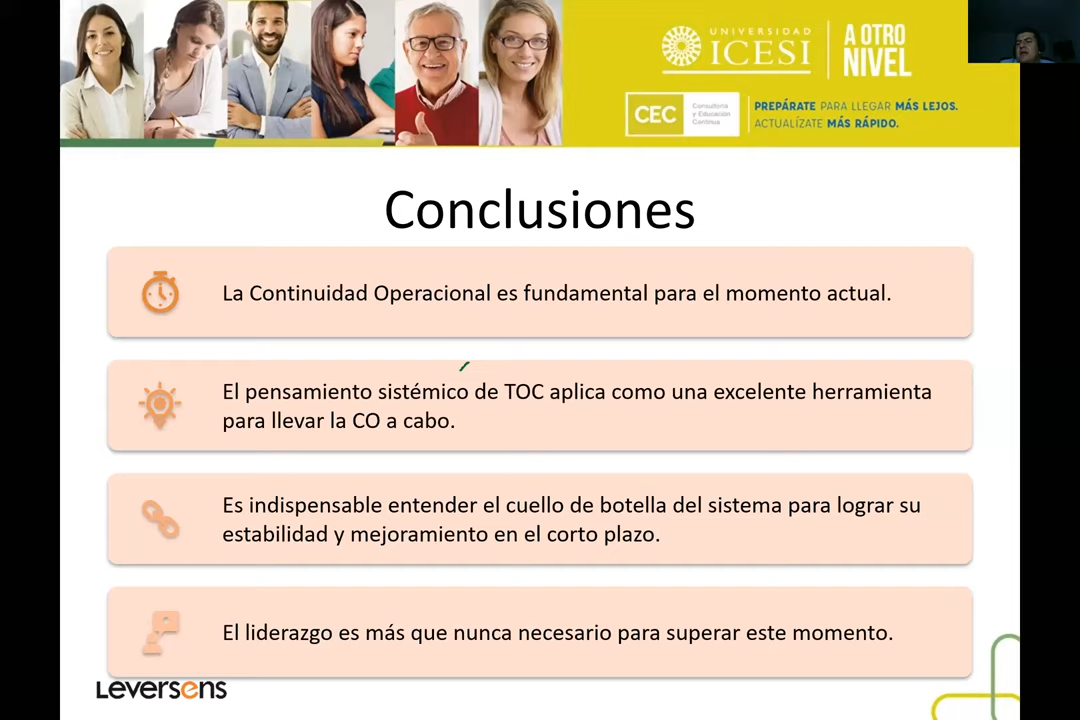 UNIVERSIDAD
ICESI
A OTRO
NIVEL
CEC
Consultoría
y Educación
Continua
PREPÁRATE PARA LLEGAR MÁS LEJOS.
ACTUALÍZATE MÁS RÁPIDO.
Conclusiones
La Continuidad Operacional es fundamental para el momento actual.
El pensamiento sistémico de TOC aplica como una excelente herramienta
para llevar la CO a cabo.
Es indispensable entender el cuello de botella del sistema para lograr su
estabilidad y mejoramiento en el corto plazo.
El liderazgo es más que nunca necesario para superar este momento.
Leversens